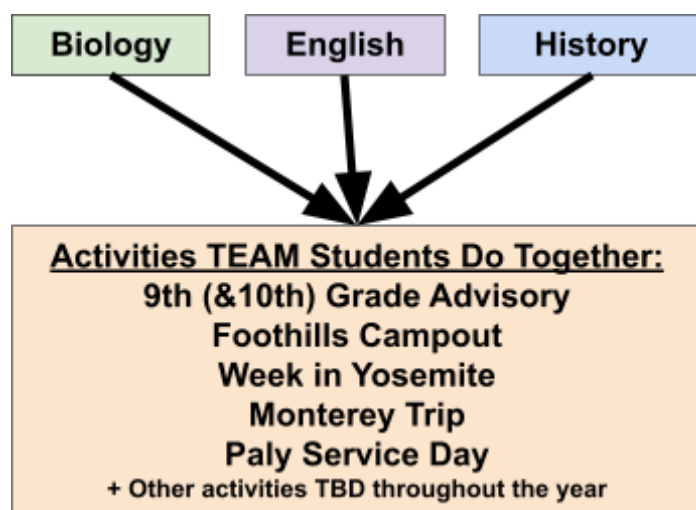 Biology
English
History
Activities TEAM Students Do Together:
9th (&10th) Grade Advisory
Foothills Campout
Week in Yosemite
Monterey Trip
Paly Service Day
+ Other activities TBD throughout the year